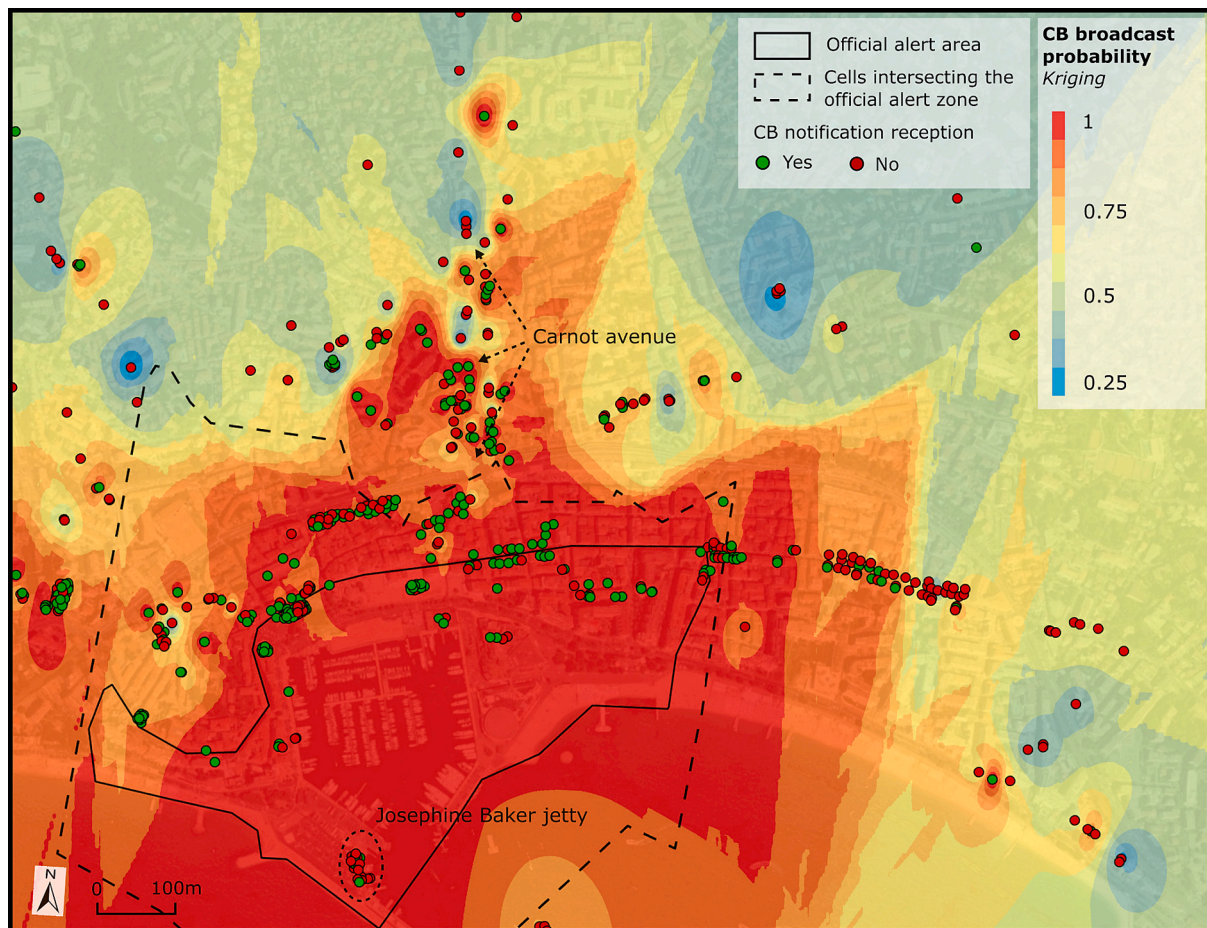 Official alert area
Cells intersecting the
official alert zone
CB notification reception
Yes No
CB broadcast
probability
Kriging
1
0.75
0.5
0.25
Carnot avenue
Josephine Baker jetty
N
0 100m